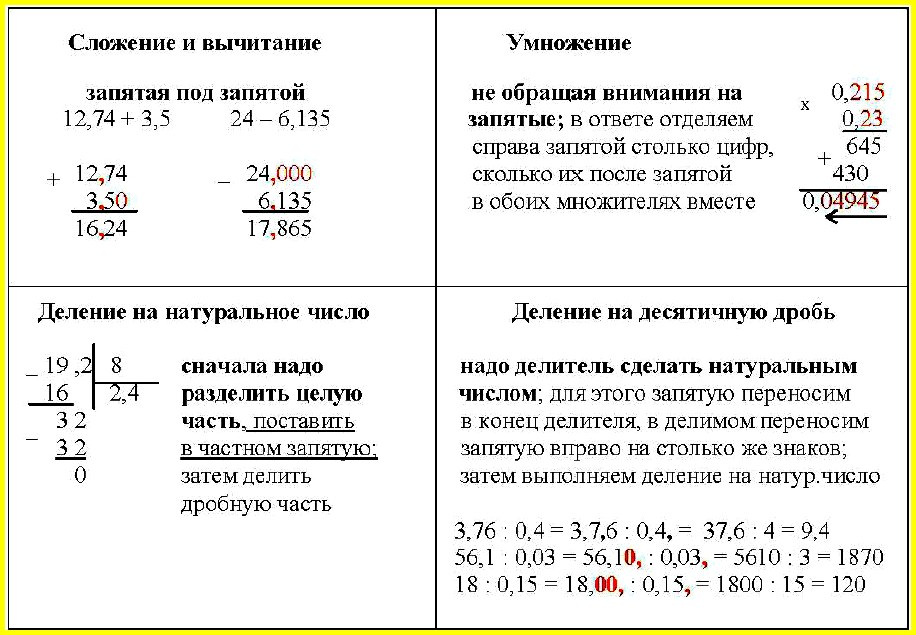 Сложение и вычитание
запятая под запятой
12,74 + 3,5 24 – 6,135
+ 12,74
3,50
16,24
– 24,000
6,135
17,865
Умножение
не обращая внимания на
запятые; в ответе отделяем
справа запятой столько цифр,
сколько их после запятой
в обоих множителях вместе
х 0,215
0,23
+ 645
430
0,04945
Деление на натуральное число
– 19 ,2 8
16 2,4
3 2
–
3 2
0
сначала надо
разделить целую
часть, поставить
в частном запятую;
затем делить
дробную часть
Деление на десятичную дробь
надо делитель сделать натуральным
числом; для этого запятую переносим
в конец делителя, в делимом переносим
запятую вправо на столько же знаков;
затем выполняем деление на натур.число
3,76 : 0,4 = 3,7,6 : 0,4, = 37,6 : 4 = 9,4
56,1 : 0,03 = 56,10, : 0,03, = 5610 : 3 = 1870
18 : 0,15 = 18,00, : 0,15, = 1800 : 15 = 120